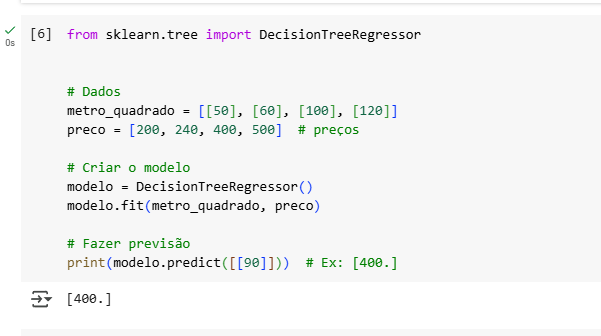 [6] from sklearn.tree import DecisionTreeRegressor
0s
# Dados
metro_quadrado = [[50], [60], [100], [120]]
preco = [200, 240, 400, 500]  # preços
# Criar o modelo
modelo = DecisionTreeRegressor()
modelo.fit(metro_quadrado, preco)
# Fazer previsão
print(modelo.predict([[90]]))  # Ex: [400.]
[400.]